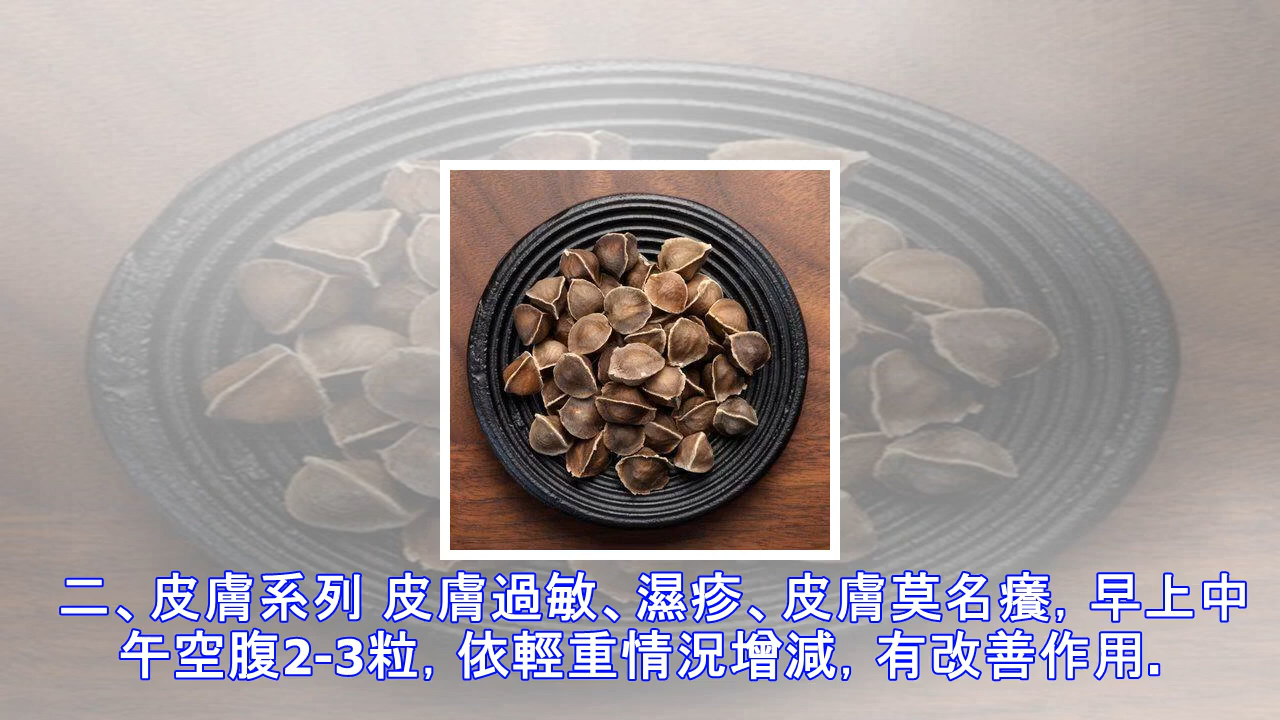 二、皮膚系列 皮膚過敏、濕疹、皮膚莫名癢, 早上中
午空腹2-3粒, 依輕重情況增減, 有改善作用.